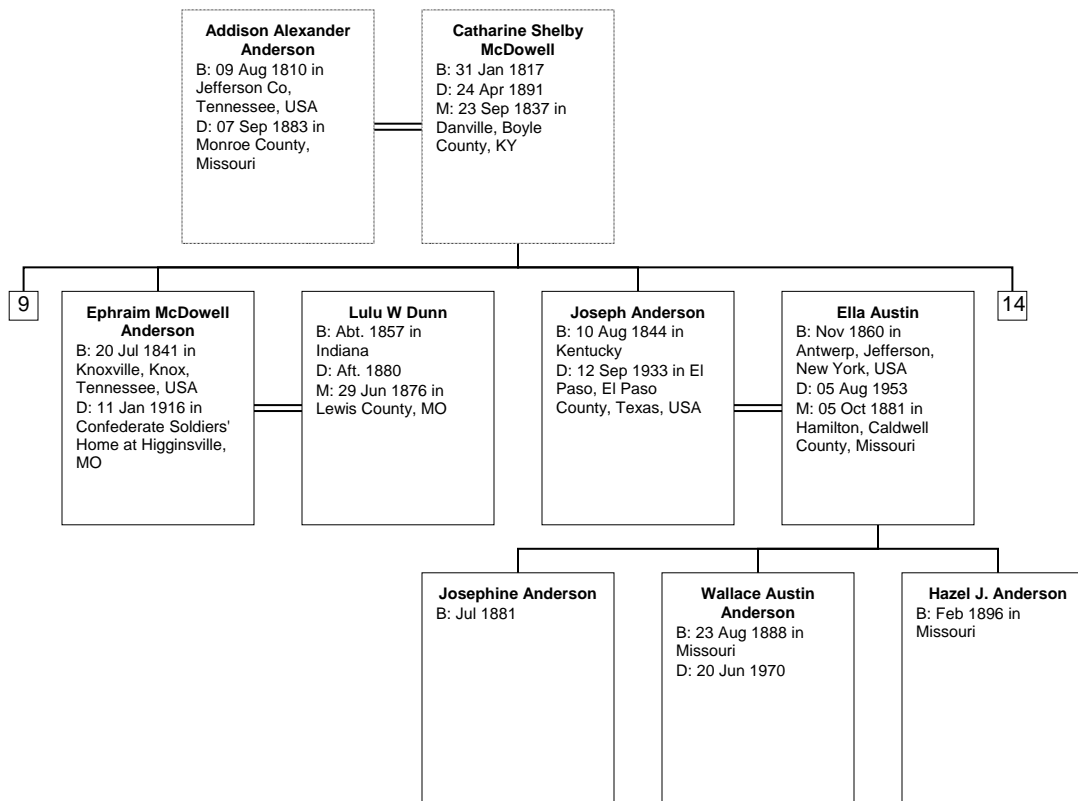 Addison Alexander
Anderson
B: 09 Aug 1810 in
Jefferson Co,
Tennessee, USA
D: 07 Sep 1883 in
Monroe County,
Missouri
Catharine Shelby
McDowell
B: 31 Jan 1817
D: 24 Apr 1891
M: 23 Sep 1837 in
Danville, Boyle
County, KY
9
Ephraim McDowell
Anderson
B: 20 Jul 1841 in
Knoxville, Knox,
Tennessee, USA
D: 11 Jan 1916 in
Confederate Soldiers'
Home at Higginsville,
MO
Lulu W Dunn
B: Abt. 1857 in
Indiana
D: Aft. 1880
M: 29 Jun 1876 in
Lewis County, MO
Joseph Anderson
B: 10 Aug 1844 in
Kentucky
D: 12 Sep 1933 in El
Paso, El Paso
County, Texas, USA
Ella Austin
B: Nov 1860 in
Antwerp, Jefferson,
New York, USA
D: 05 Aug 1953
M: 05 Oct 1881 in
Hamilton, Caldwell
County, Missouri
14
Josephine Anderson
B: Jul 1881
Wallace Austin
Anderson
B: 23 Aug 1888 in
Missouri
D: 20 Jun 1970
Hazel J. Anderson
B: Feb 1896 in
Missouri